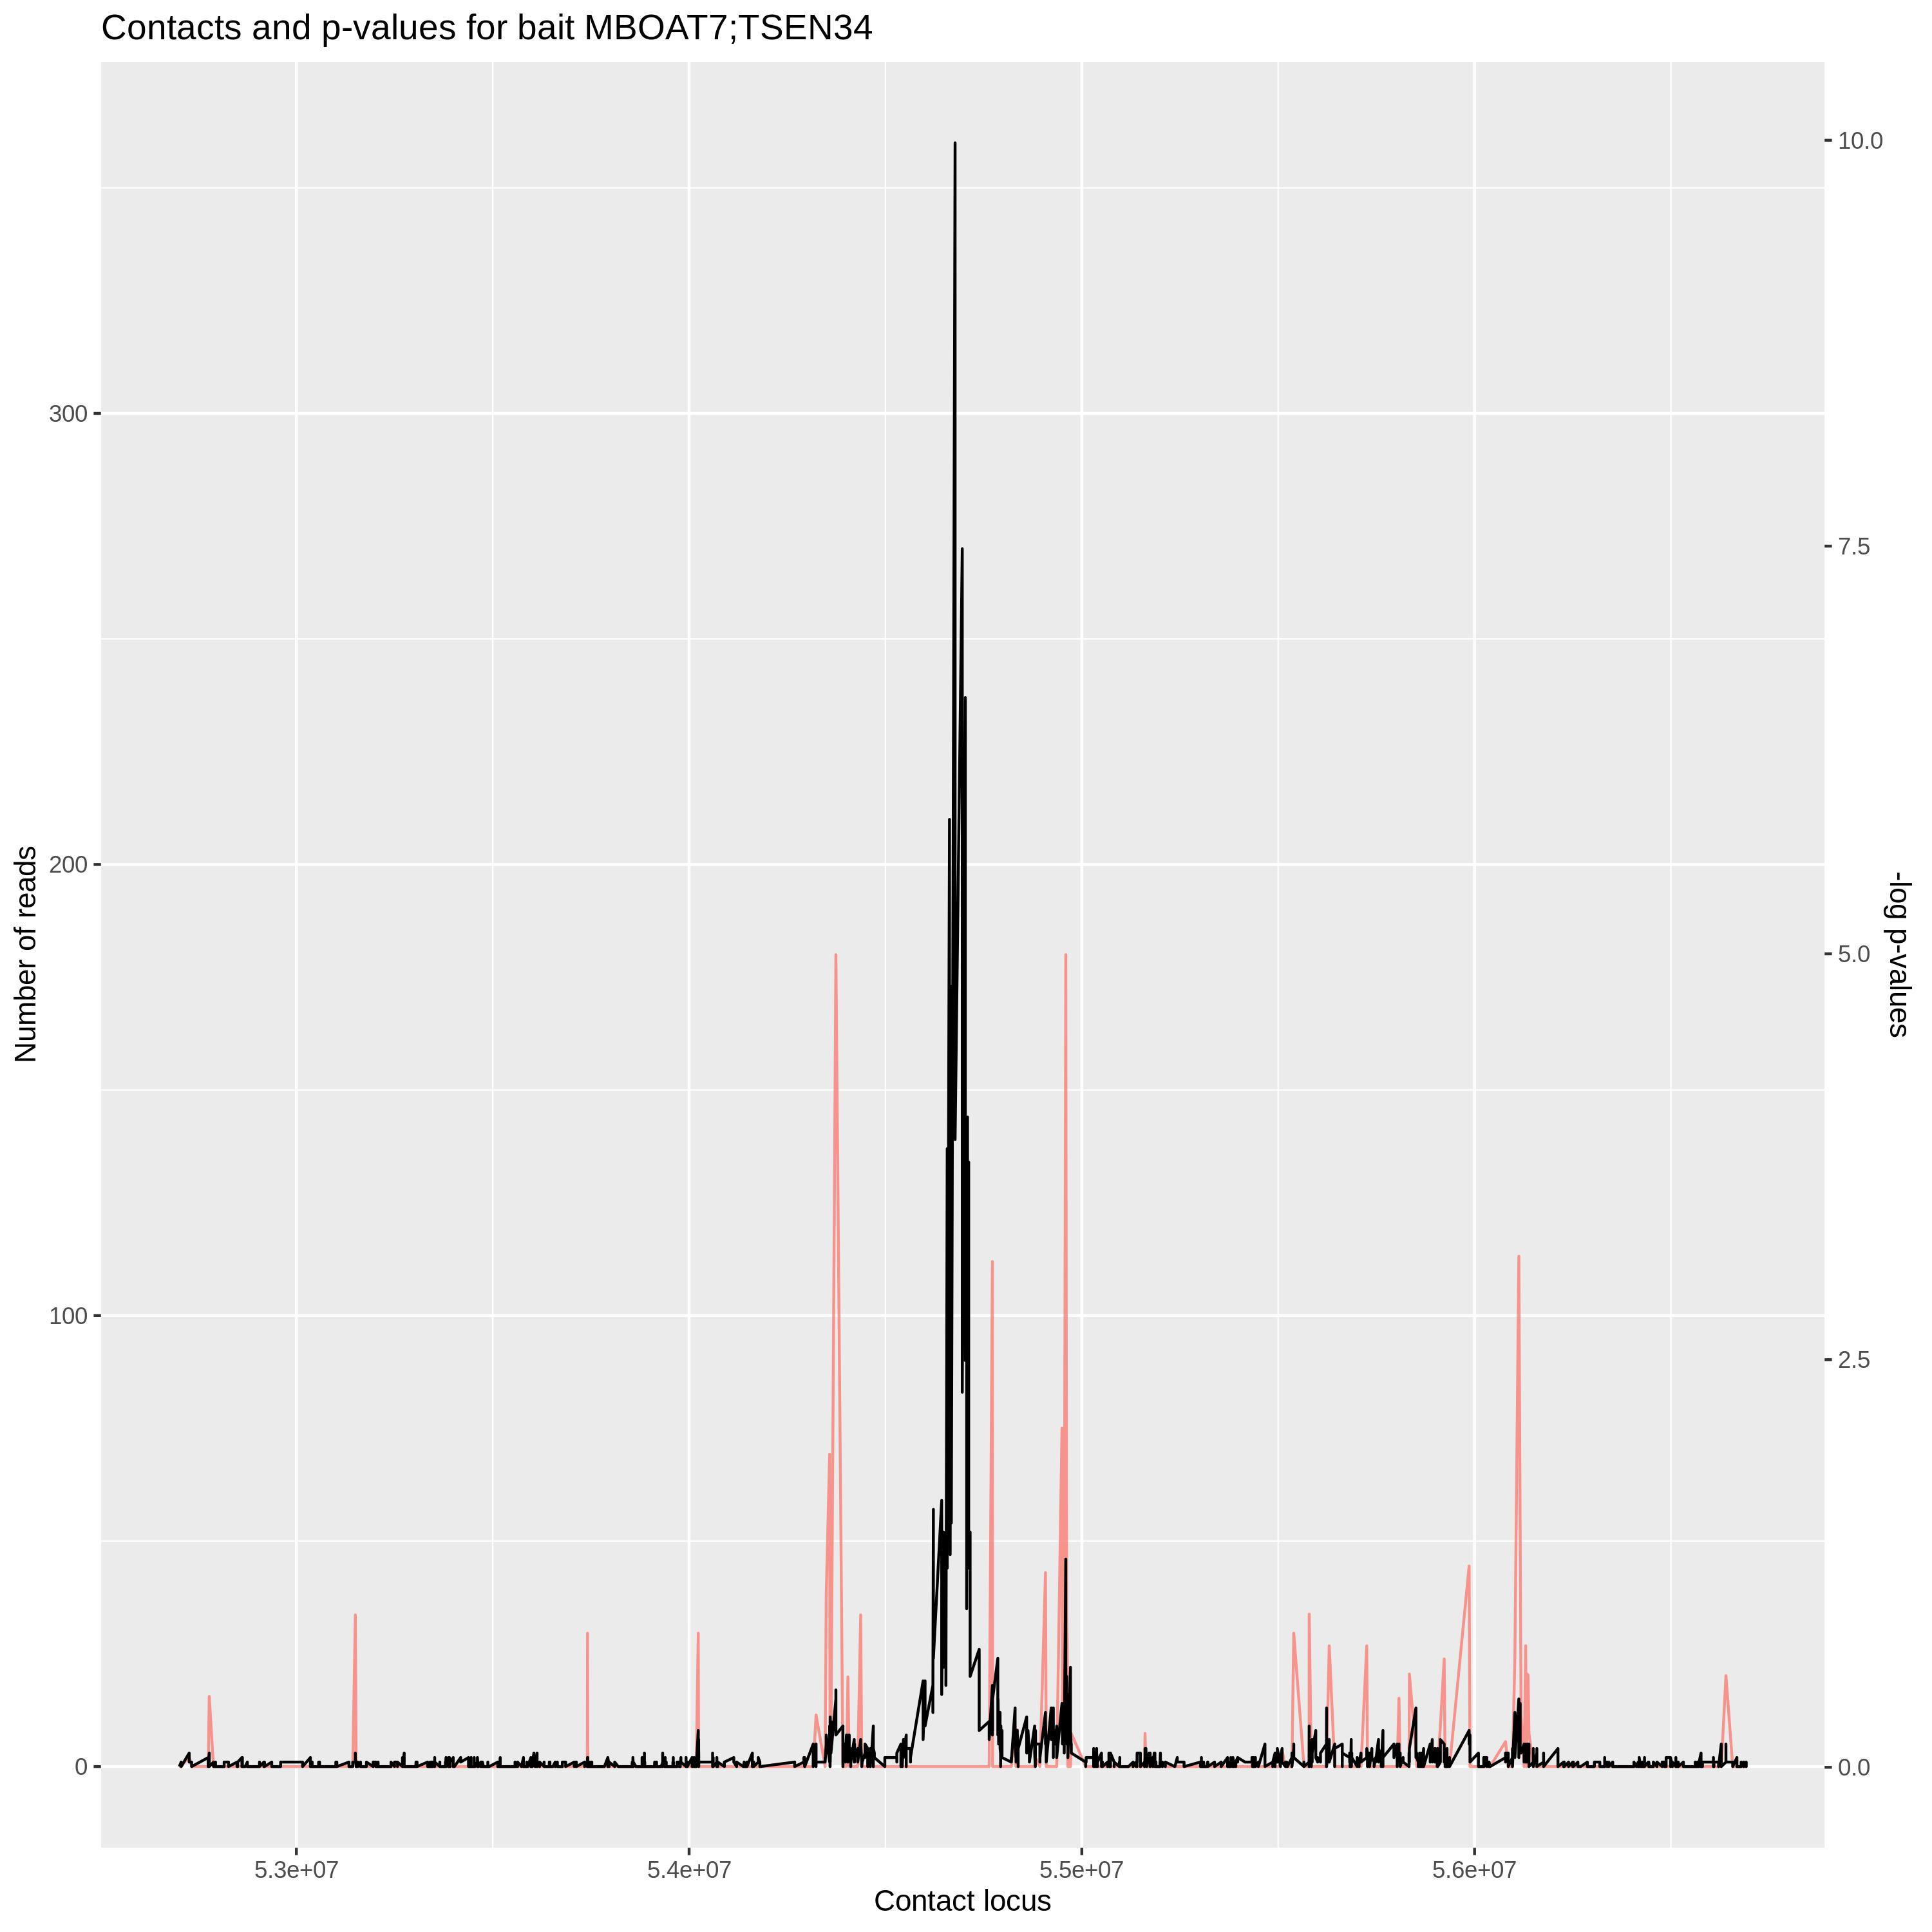 Contacts and p-values for bait MBOAT7;TSEN34
Number of reads
300
200
100
0
10.0
7.5
5.0
2.5
0.0
-log p-values
5.3e+07
5.4e+07
5.5e+07
5.6e+07
Contact locus